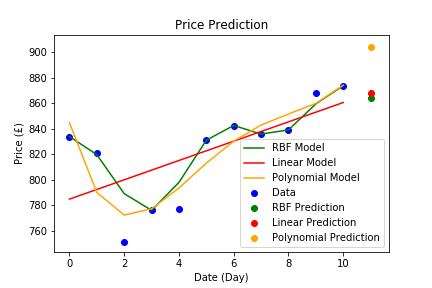 Price Prediction
Price (£)
900
880
860
840
820
800
780
760
0 2 4 6 8 10
Date (Day)
RBF Model
Linear Model
Polynomial Model
Data
RBF Prediction
Linear Prediction
Polynomial Prediction